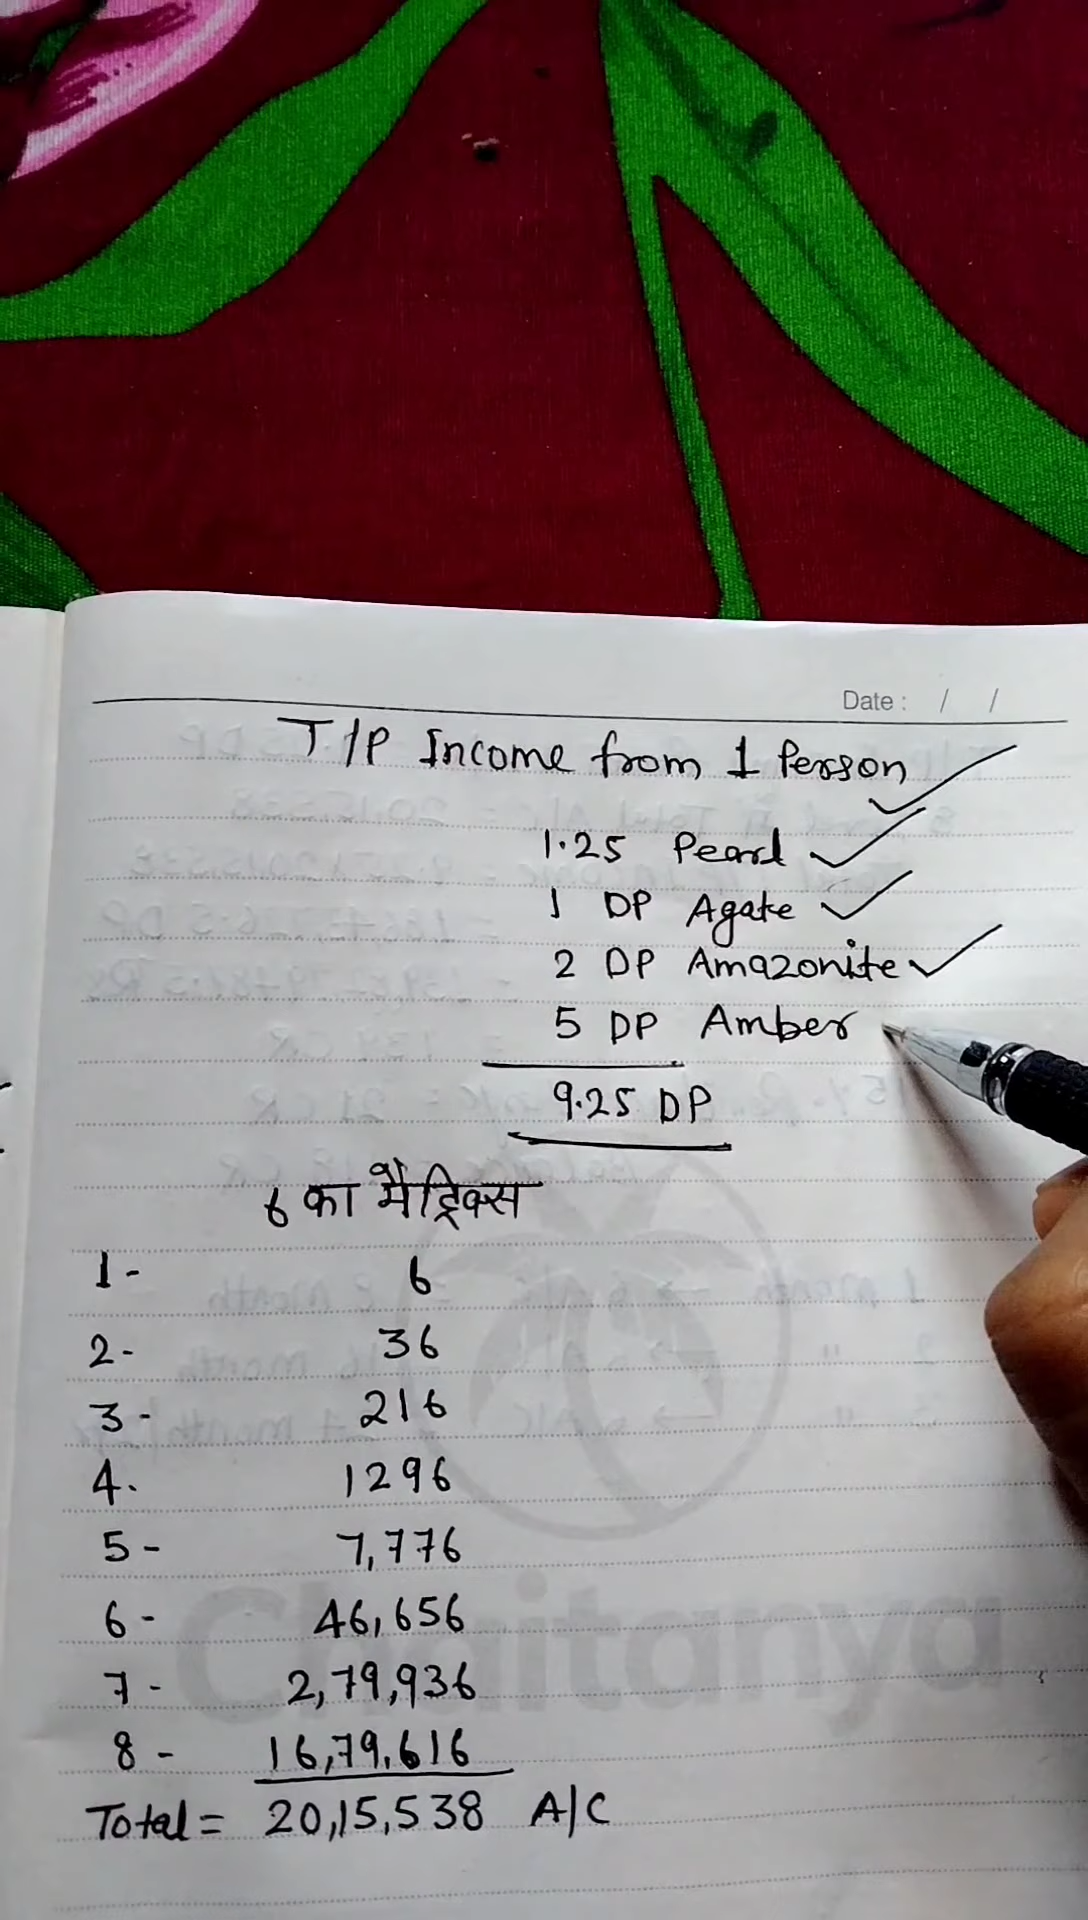 Date : / /
T/P Income from 1 Person
1.25 Pearl
1 DP Agate
2 DP Amazonite
5 DP Amber
9.25 DP
6 का मैट्रिक्स
1- 6
2- 36
3- 216
4. 1296
5- 7,776
6- 46,656
7- 2,79,936
8- 16,79,616
Total = 20,15,538 A/C
Chaitanya